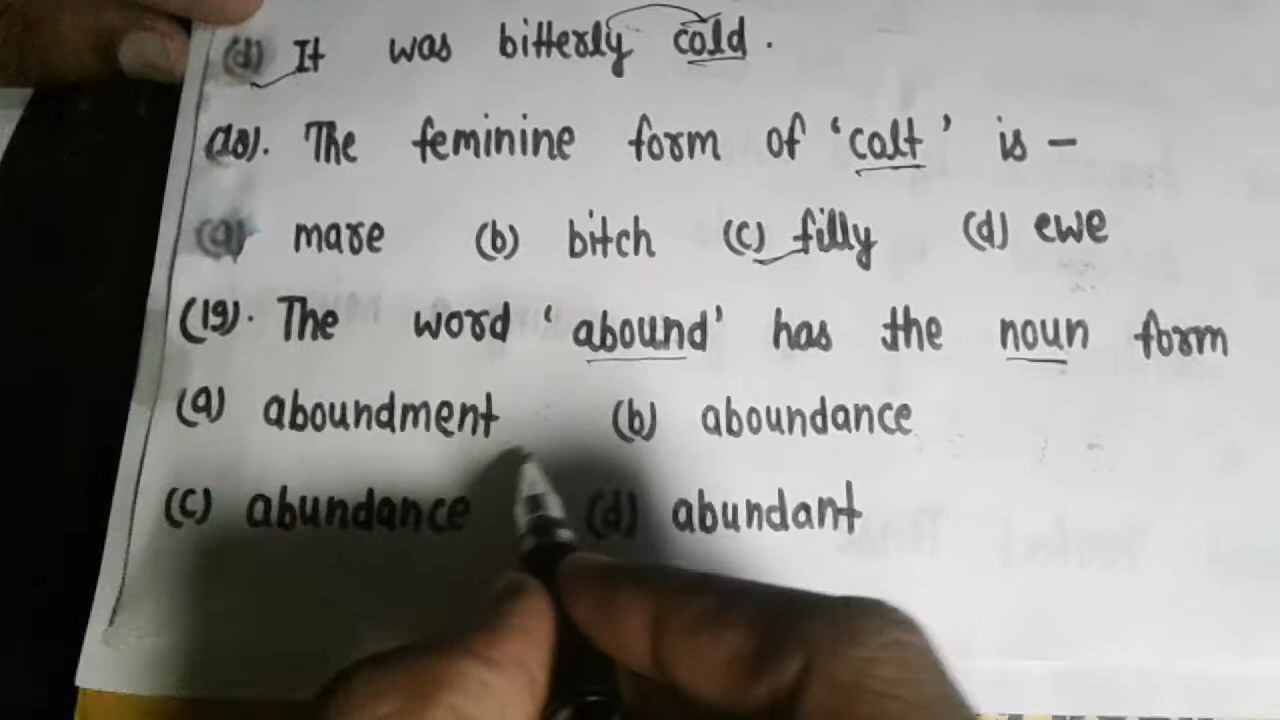 (d) It was bitterly cold.
(18). The feminine form of 'colt' is -
(a) mare (b) bitch (c) filly (d) ewe
(19). The word 'abound' has the noun form
(a) aboundment (b) aboundance
(c) abundance (d) abundant